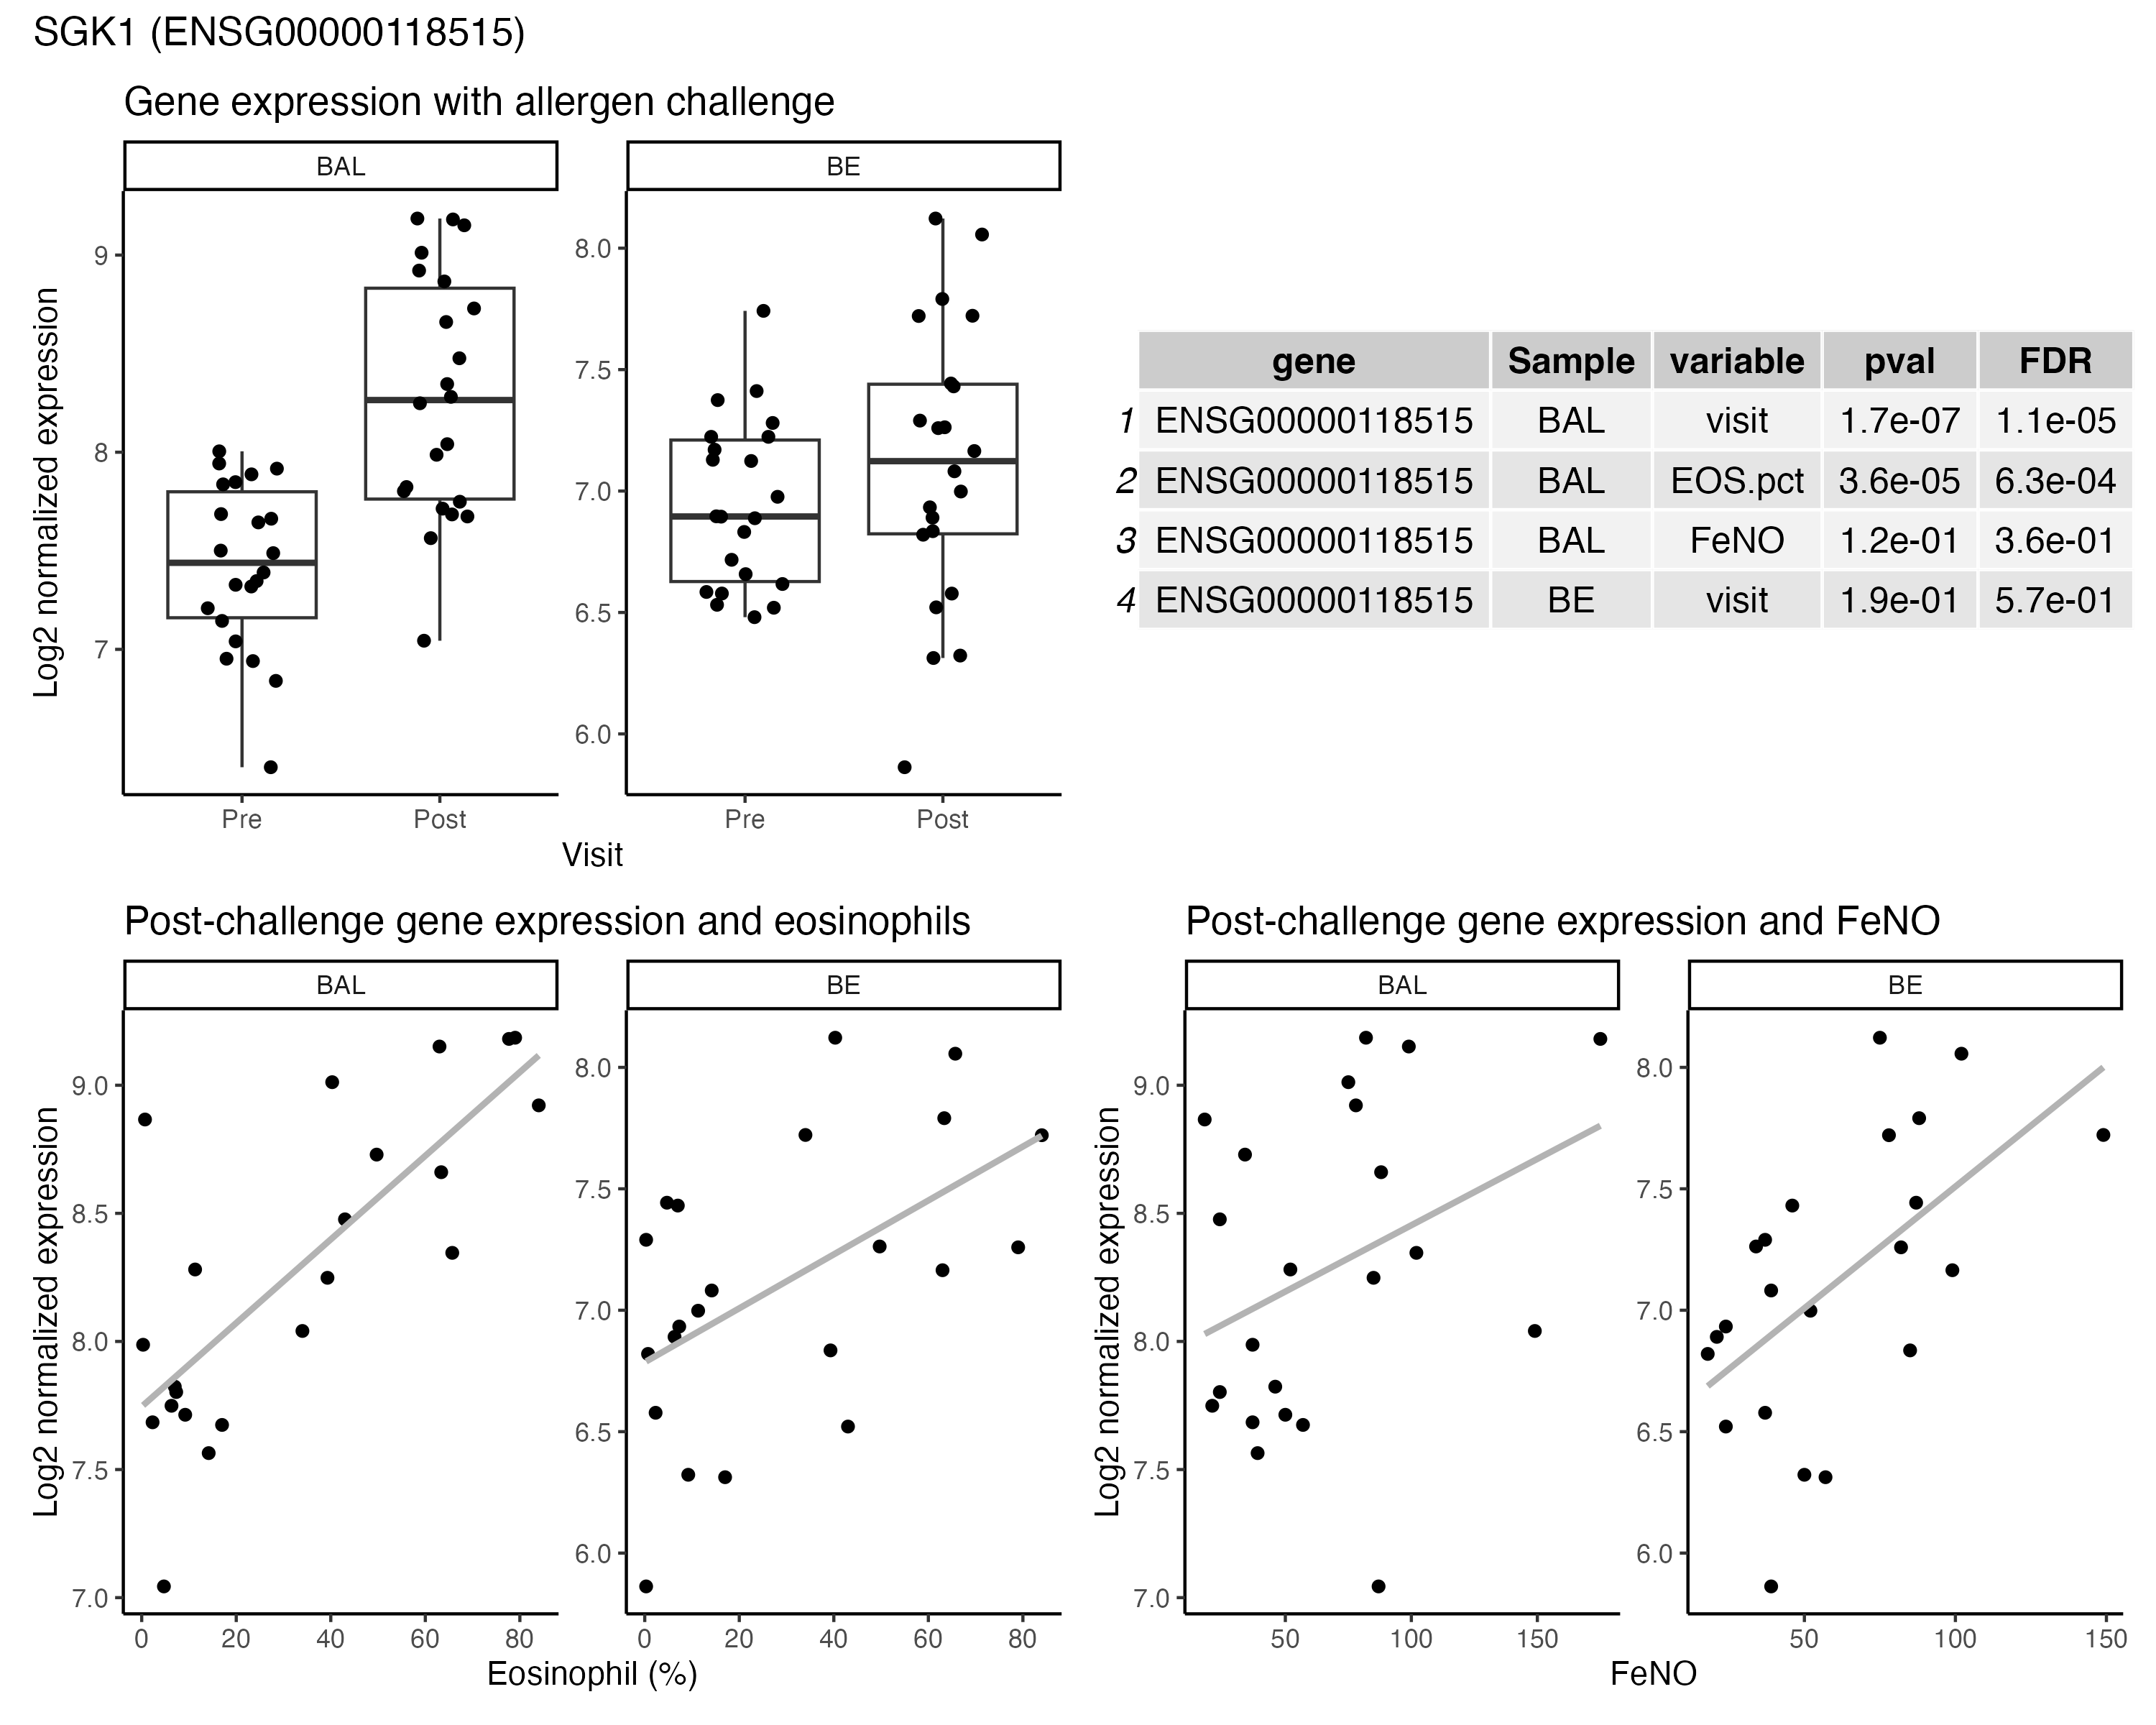 SGK1 (ENSG00000118515)
Gene expression with allergen challenge
BAL
BE
Log2 normalized expression
9
8
7
8.0
7.5
7.0
6.5
6.0
Pre
Post
Pre
Post
Visit
gene Sample variable pval FDR
1 ENSG00000118515 BAL visit 1.7e-07 1.1e-05
2 ENSG00000118515 BAL EOS.pct 3.6e-05 6.3e-04
3 ENSG00000118515 BAL FeNO 1.2e-01 3.6e-01
4 ENSG00000118515 BE visit 1.9e-01 5.7e-01
Post-challenge gene expression and eosinophils
BAL
BE
Log2 normalized expression
9.0
8.5
8.0
7.5
7.0
8.0
7.5
7.0
6.5
6.0
0 20 40 60 80
0 20 40 60 80
Eosinophil (%)
Post-challenge gene expression and FeNO
BAL
BE
Log2 normalized expression
9.0
8.5
8.0
7.5
7.0
8.0
7.5
7.0
6.5
6.0
50 100 150
50 100 150
FeNO